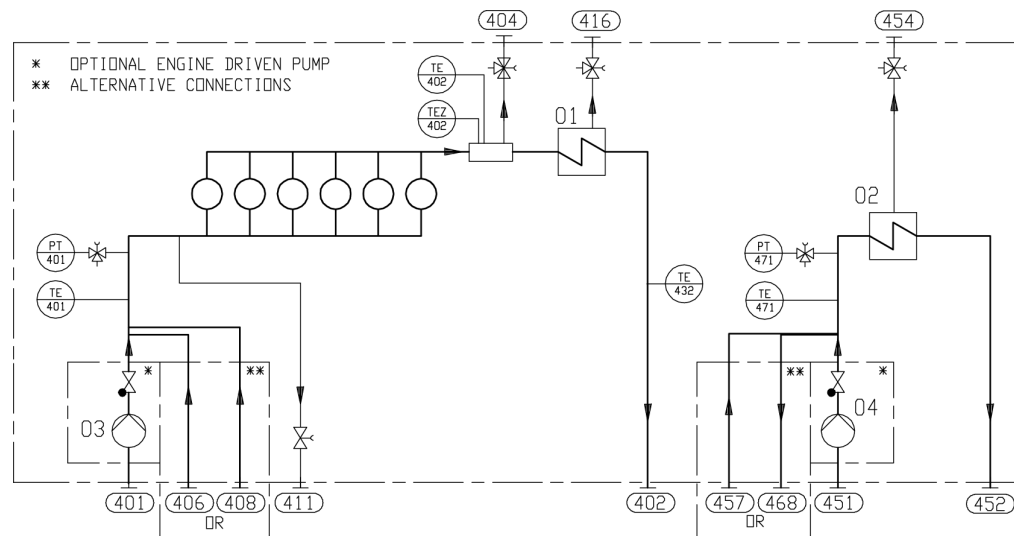 404
416
454
* OPTIONAL ENGINE DRIVEN PUMP
** ALTERNATIVE CONNECTIONS
TE
402
TEZ
402
01
02
PT
401
TE
401
TE
432
PT
471
TE
471
*
**
**
*
03
04
401
406
408
411
402
457
468
451
452
OR
OR